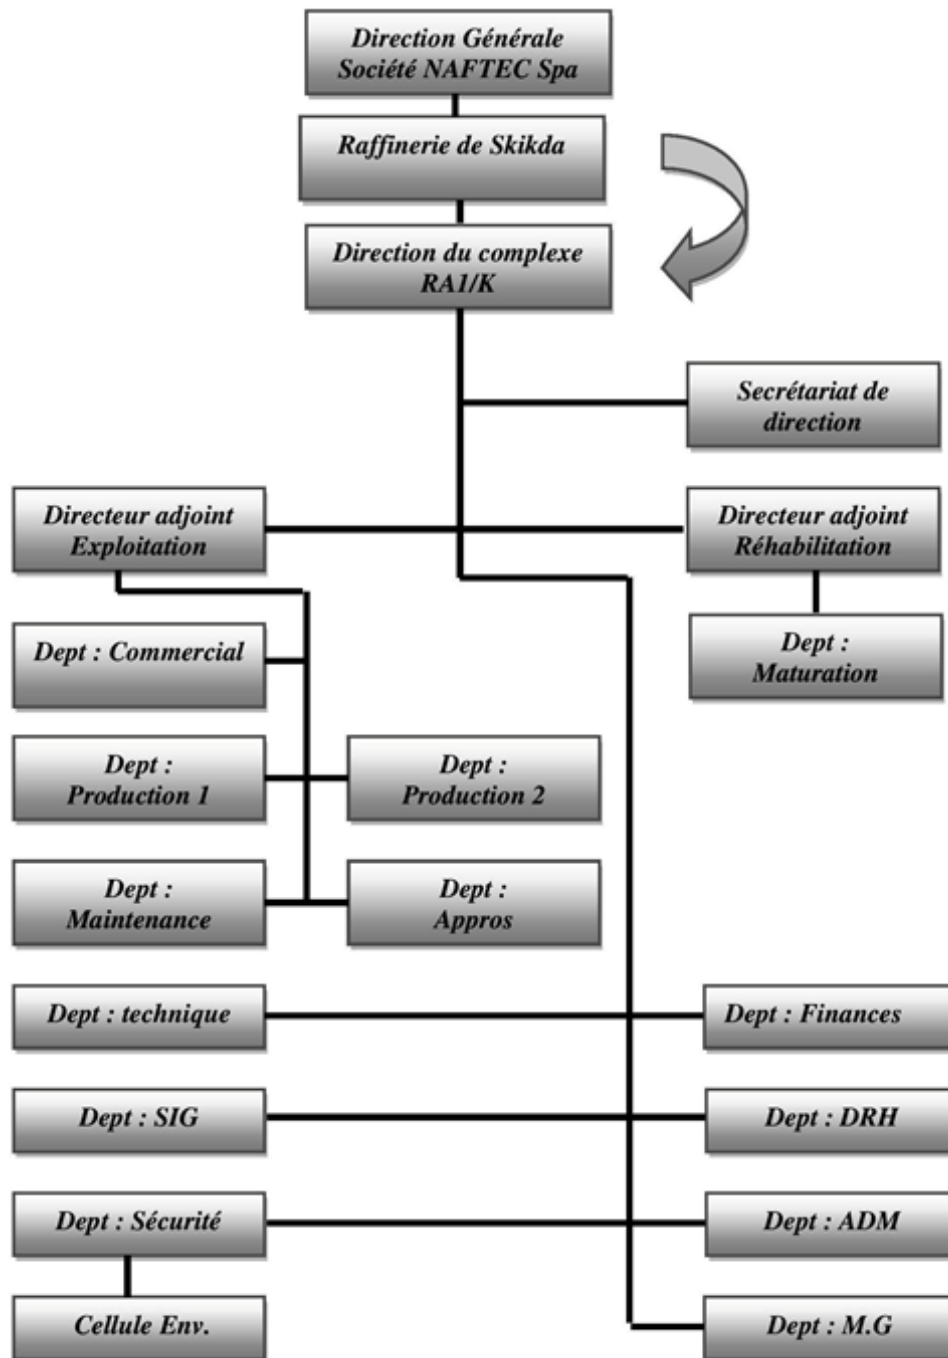 Direction Générale
Société NAFTEC Spa
Raffinerie de Skikda
Direction du complexe
RA1/K
Secrétariat de
direction
Directeur adjoint
Exploitation
Directeur adjoint
Réhabilitation
Dept : Commercial
Dept :
Maturation
Dept :
Production 1
Dept :
Production 2
Dept :
Maintenance
Dept :
Appros
Dept : technique
Dept : Finances
Dept : SIG
Dept : DRH
Dept : Sécurité
Dept : ADM
Cellule Env.
Dept : M.G